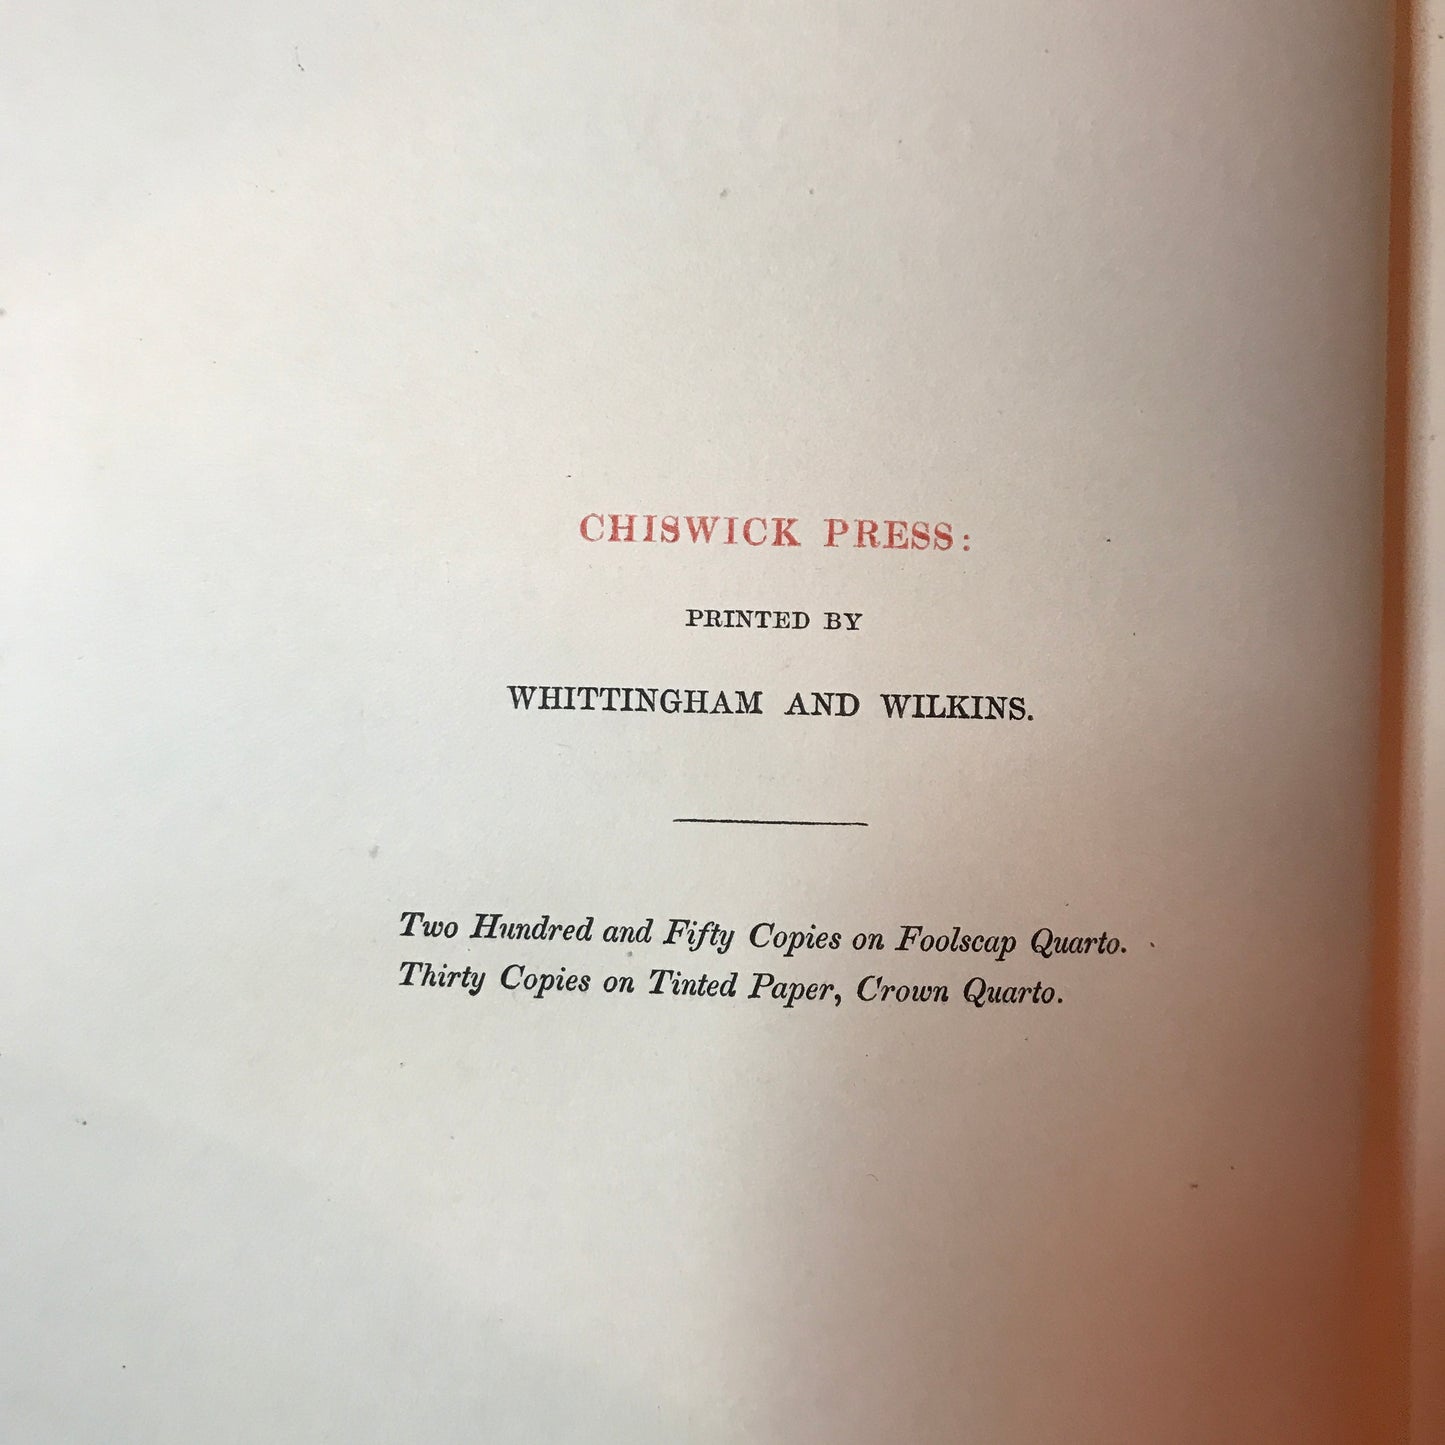 CHISWICK PRESS:
PRINTED BY
WHITTINGHAM AND WILKINS.
Two Hundred and Fifty Copies on Foolscap Quarto.
Thirty Copies on Tinted Paper, Crown Quarto.